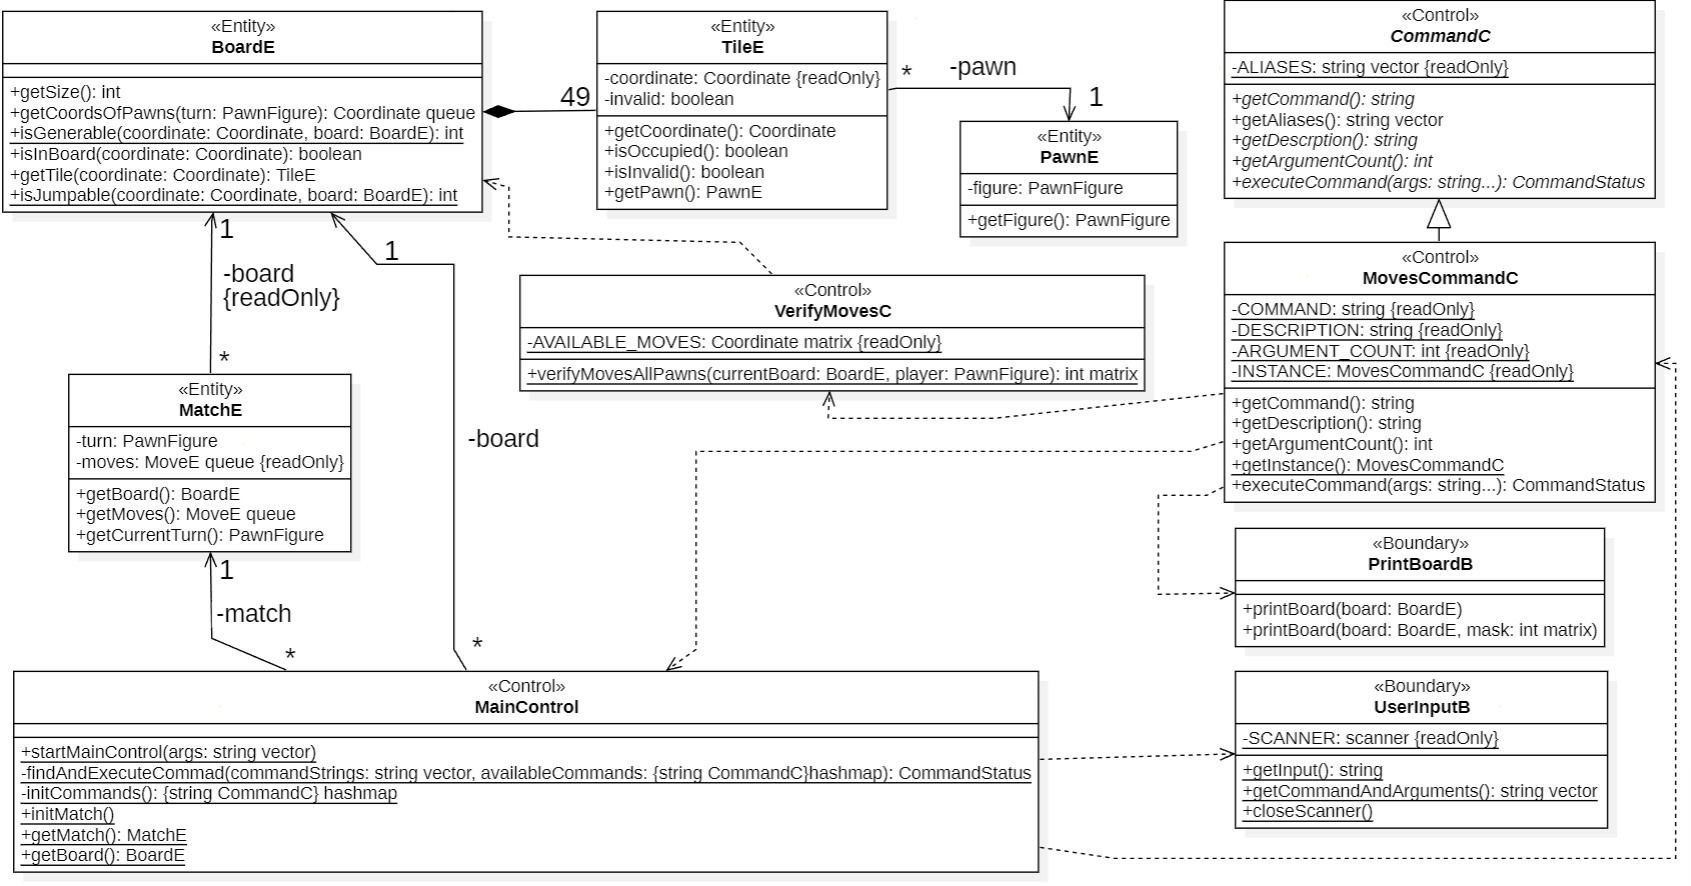 «Entity»
BoardE
+getSize(): int
+getCoordsOfPawns(turn: PawnFigure): Coordinate queue
+isGenerable(coordinate: Coordinate, board: BoardE): int
+isInBoard(coordinate: Coordinate): boolean
+getTile(coordinate: Coordinate): TileE
+isJumpable(coordinate: Coordinate, board: BoardE): int
49
«Entity»
TileE
-coordinate: Coordinate {readOnly}
-invalid: boolean
+getCoordinate(): Coordinate
+isOccupied(): boolean
+isInvalid(): boolean
+getPawn(): PawnE
*
-pawn
1
«Entity»
PawnE
-figure: PawnFigure
+getFigure(): PawnFigure
«Control»
CommandC
-ALIASES: string vector {readOnly}
+getCommand(): string
+getAliases(): string vector
+getDescrption(): string
+getArgumentCount(): int
+executeCommand(args: string...): CommandStatus
1
-board
{readOnly}
*
1
-board
*
«Control»
VerifyMovesC
-AVAILABLE_MOVES: Coordinate matrix {readOnly}
+verifyMovesAllPawns(currentBoard: BoardE, player: PawnFigure): int matrix
«Control»
MovesCommandC
-COMMAND: string {readOnly}
-DESCRIPTION: string {readOnly}
-ARGUMENT_COUNT: int {readOnly}
-INSTANCE: MovesCommandC {readOnly}
+getCommand(): string
+getDescription(): string
+getArgumentCount(): int
+getInstance(): MovesCommandC
+executeCommand(args: string...): CommandStatus
«Entity»
MatchE
-turn: PawnFigure
-moves: MoveE queue {readOnly}
+getBoard(): BoardE
+getMoves(): MoveE queue
+getCurrentTurn(): PawnFigure
1
-match
*
«Boundary»
PrintBoardB
+printBoard(board: BoardE)
+printBoard(board: BoardE, mask: int matrix)
«Control»
MainControl
+startMainControl(args: string vector)
-findAndExecuteCommad(commandStrings: string vector, availableCommands: {string CommandC}hashmap): CommandStatus
-initCommands(): {string CommandC} hashmap
+initMatch()
+getMatch(): MatchE
+getBoard(): BoardE
«Boundary»
UserInputB
-SCANNER: scanner {readOnly}
+getInput(): string
+getCommandAndArguments(): string vector
+closeScanner()